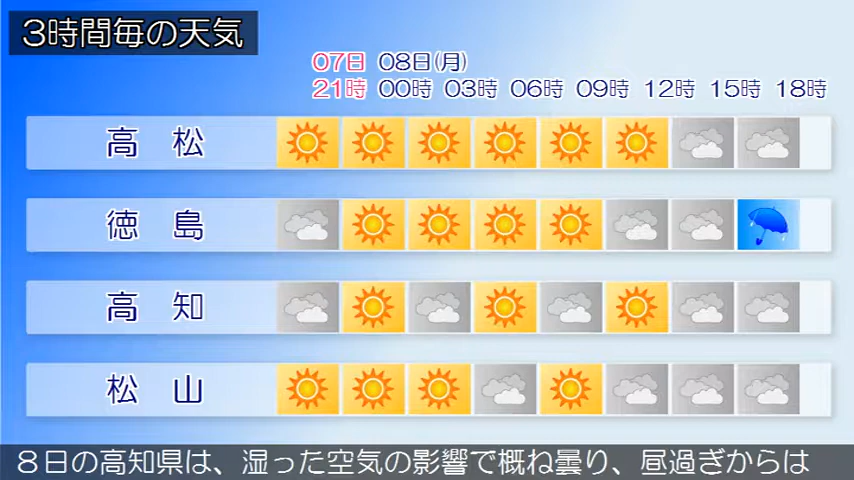 3時間毎の天気
07日 08日(月)
21時 00時 03時 06時 09時 12時 15時 18時
高松
徳島
高知
松山
８日の高知県は、湿った空気の影響で概ね曇り、昼過ぎからは